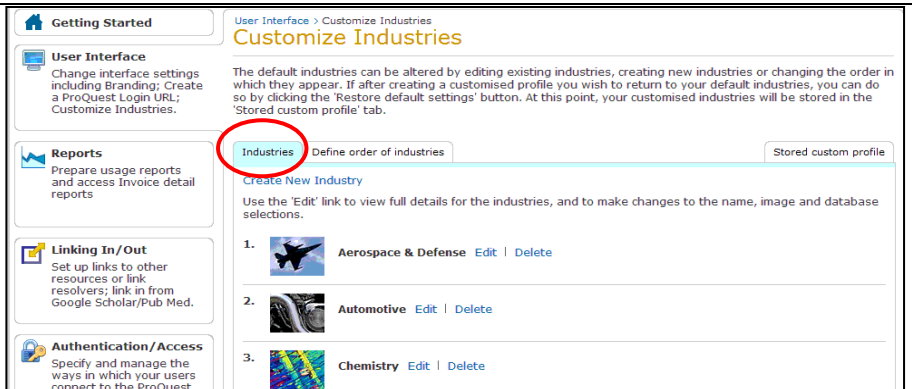 Getting Started
User Interface
Change interface settings
including Branding; Create
a ProQuest Login URL;
Customize Industries.
Reports
Prepare usage reports
and access Invoice detail
reports
Linking In/Out
Set up links to other
resources or link
resolvers; link in from
Google Scholar/Pub Med.
Authentication/Access
Specify and manage the
ways in which your users
connect to the ProQuest
User Interface > Customize Industries
Customize Industries
The default industries can be altered by editing existing industries, creating new industries or changing the order in
which they appear. If after creating a customised profile you wish to return to your default industries, you can do
so by clicking the 'Restore default settings' button. At this point, your customised industries will be stored in the
'Stored custom profile' tab.
Industries Define order of industries Stored custom profile
Create New Industry
Use the 'Edit' link to view full details for the industries, and to make changes to the name, image and database
selections.
1. Aerospace & Defense Edit | Delete
2. Automotive Edit | Delete
3. Chemistry Edit | Delete